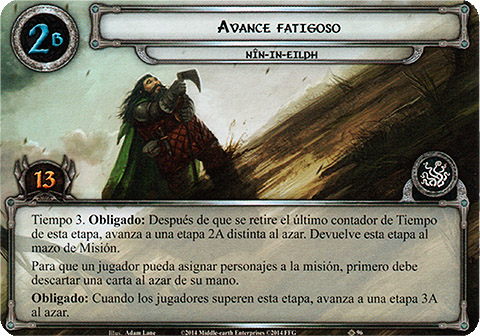 2B
AVANCE FATIGOSO
NÎN-IN-EILPH
13
Tiempo 3. Obligado: Después de que se retire el último contador de Tiempo
de esta etapa, avanza a una etapa 2A distinta al azar. Devuelve esta etapa al
mazo de Misión.
Para que un jugador pueda asignar personajes a la misión, primero debe
descartar una carta al azar de su mano.
Obligado: Cuando los jugadores superen esta etapa, avanza a una etapa 3A
al azar.
Illus. Adam Lane ©2014 Middle-earth Enterprises ©2014 FFG 96